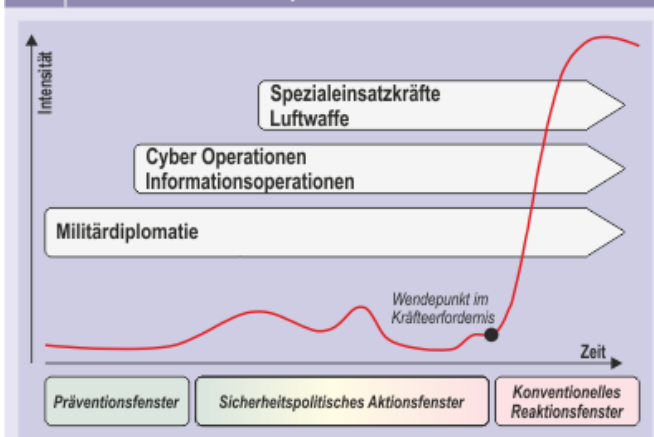 Intensität
Spezialeinsatzkräfte
Luftwaffe
Cyber Operationen
Informationsoperationen
Militärdiplomatie
Wendepunkt im
Kräfteerfordernis
Zeit
Präventionsfenster
Sicherheitspolitisches Aktionsfenster
Konventionelles
Reaktionsfenster